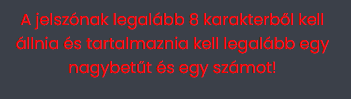 A jelszónak legalább 8 karakterből kell
állnia és tartalmaznia kell legalább egy
nagybetűt és egy számot!